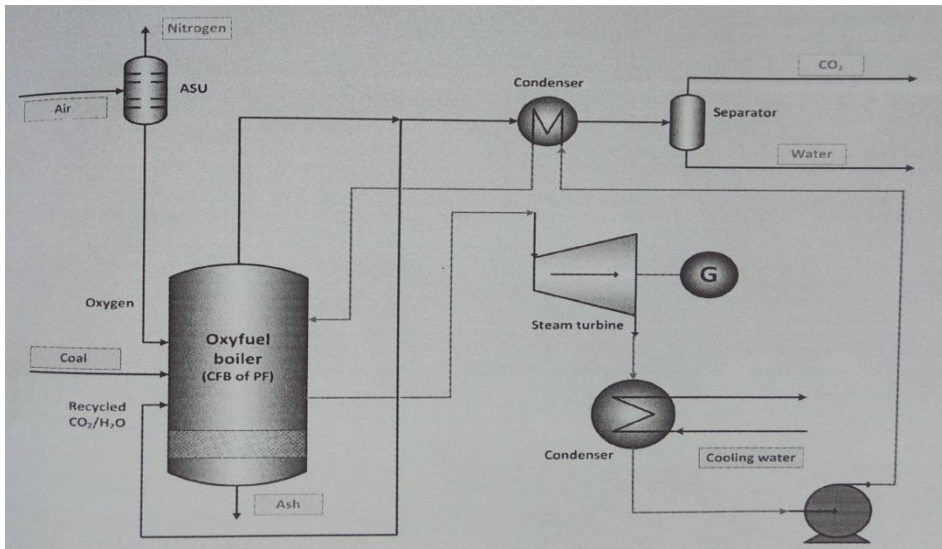 Nitrogen
ASU
Air
Condenser
CO₂
Separator
Water
Oxygen
Oxyfuel
boiler
(CFB of PF)
Coal
Recycled
CO₂/H₂O
Ash
G
Steam turbine
Condenser
Cooling water